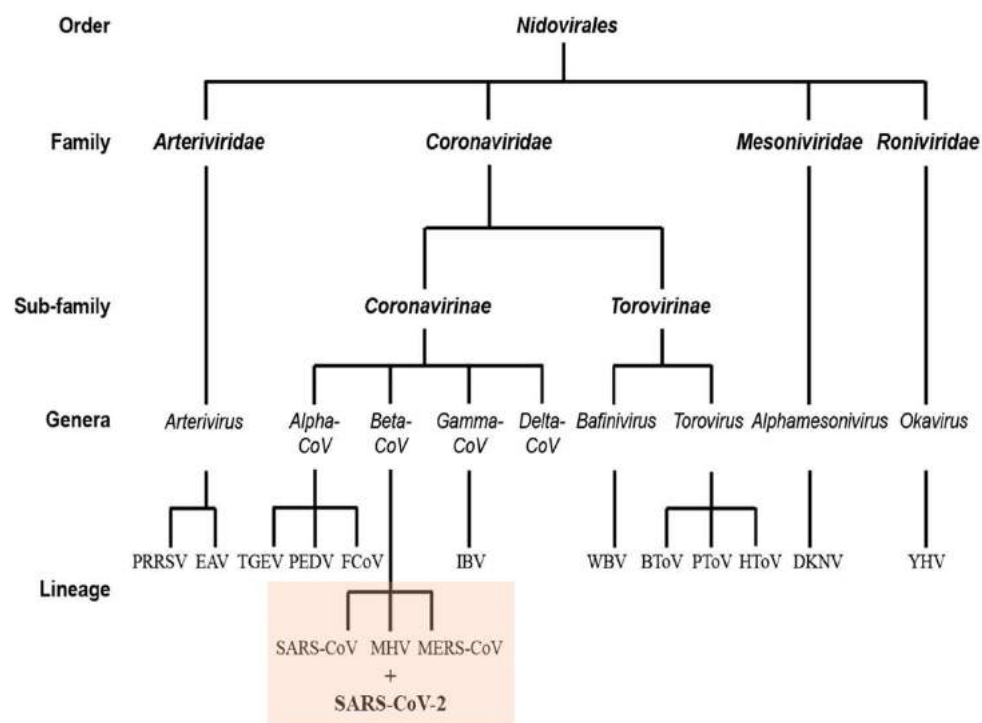 Order Nidovirales
Family Arteriviridae Coronaviridae Mesoniviridae Roniviridae
Sub-family Coronavirinae Torovirinae
Genera Arterivirus Alpha- Beta- Gamma- Delta- Bafinivirus Torovirus Alphamesonivirus Okavirus
CoV CoV CoV CoV
PRRSV EAV TGEV PEDV FCoV IBV WBV BToV PToV HToV DKNV YHV
Lineage
SARS-CoV MHV MERS-CoV
+
SARS-CoV-2